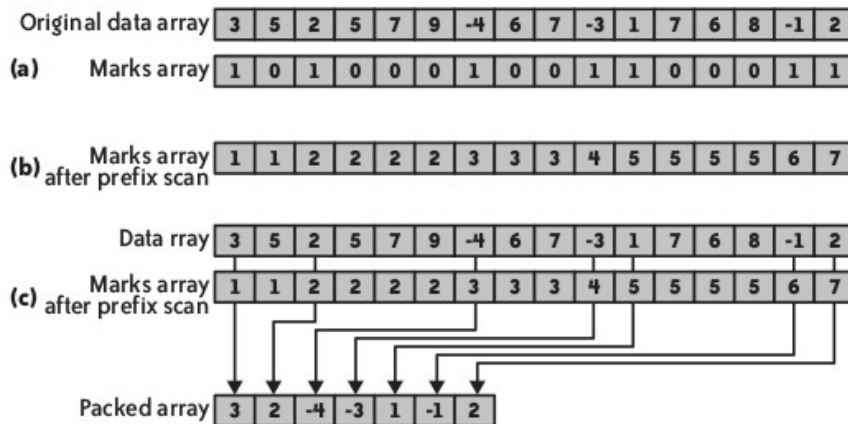 Original data array 3 5 2 5 7 9 -4 6 7 -3 1 7 6 8 -1 2
(a) Marks array 1 0 1 0 0 0 1 0 0 1 1 0 0 0 1 1
(b) Marks array 1 1 2 2 2 2 3 3 3 4 5 5 5 5 6 7
after prefix scan
Data rray 3 5 2 5 7 9 -4 6 7 -3 1 7 6 8 -1 2
(c) Marks array 1 1 2 2 2 2 3 3 3 4 5 5 5 5 6 7
after prefix scan
Packed array 3 2 -4 -3 1 -1 2